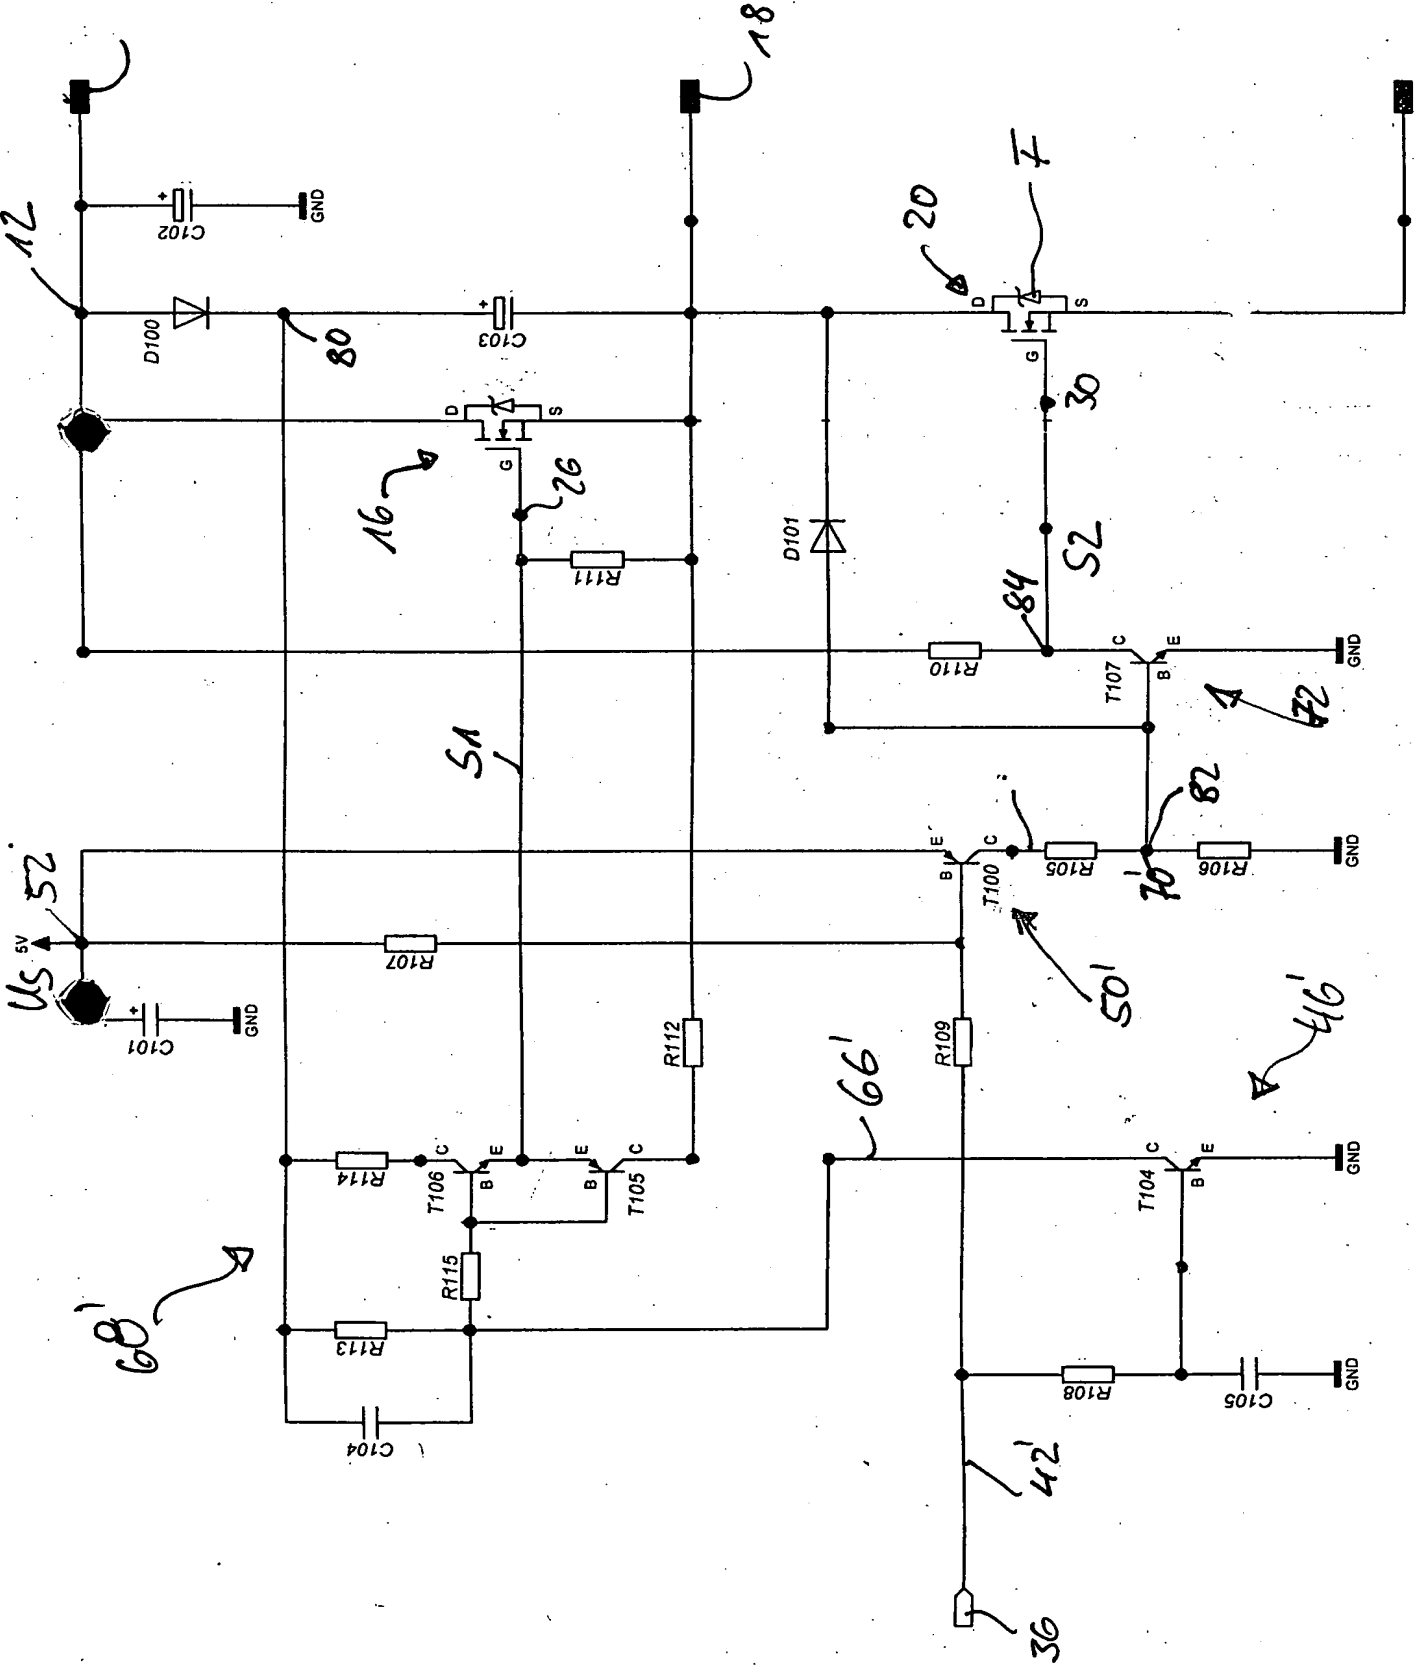 12
18
C102
+
GND
D100
80
C103
+
20
I
D
S
G
30
16
D
S
G
26
R111
S1
D101
S2
84
R110
C
B
E
T107
GND
72
Us
5V
52
C101
+
GND
R107
E
B
C
T100
R105
70'
82
R106
GND
50'
R109
R112
66'
46'
R114
C
T106
B
E
E
B
T105
C
R115
68'
R113
C104
C
T104
B
E
GND
R108
C105
GND
42'
36